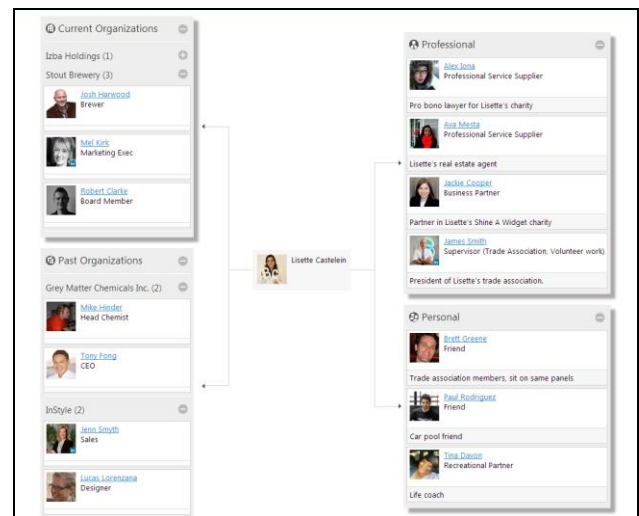 Current Organizations
Izba Holdings (1)
Stout Brewery (3)
Josh Harwood
Brewer
Mel Kirk
Marketing Exec
Robert Clarke
Board Member
Past Organizations
Grey Matter Chemicals Inc. (2)
Mike Hinder
Head Chemist
Tony Fong
CEO
InStyle (2)
Jenn Smyth
Sales
Lucas Lorenzana
Designer
Lisette Castelein
Professional
Alex Iona
Professional Service Supplier
Pro bono lawyer for Lisette's charity
Ava Mesta
Professional Service Supplier
Lisette's real estate agent
Jackie Cooper
Business Partner
Partner in Lisette's Shine A Widget charity
James Smith
Supervisor (Trade Association, Volunteer work)
President of Lisette's trade association.
Personal
Brett Greene
Friend
Trade association members, sit on same panels
Paul Rodriguez
Friend
Car pool friend
Tina Davon
Recreational Partner
Life coach